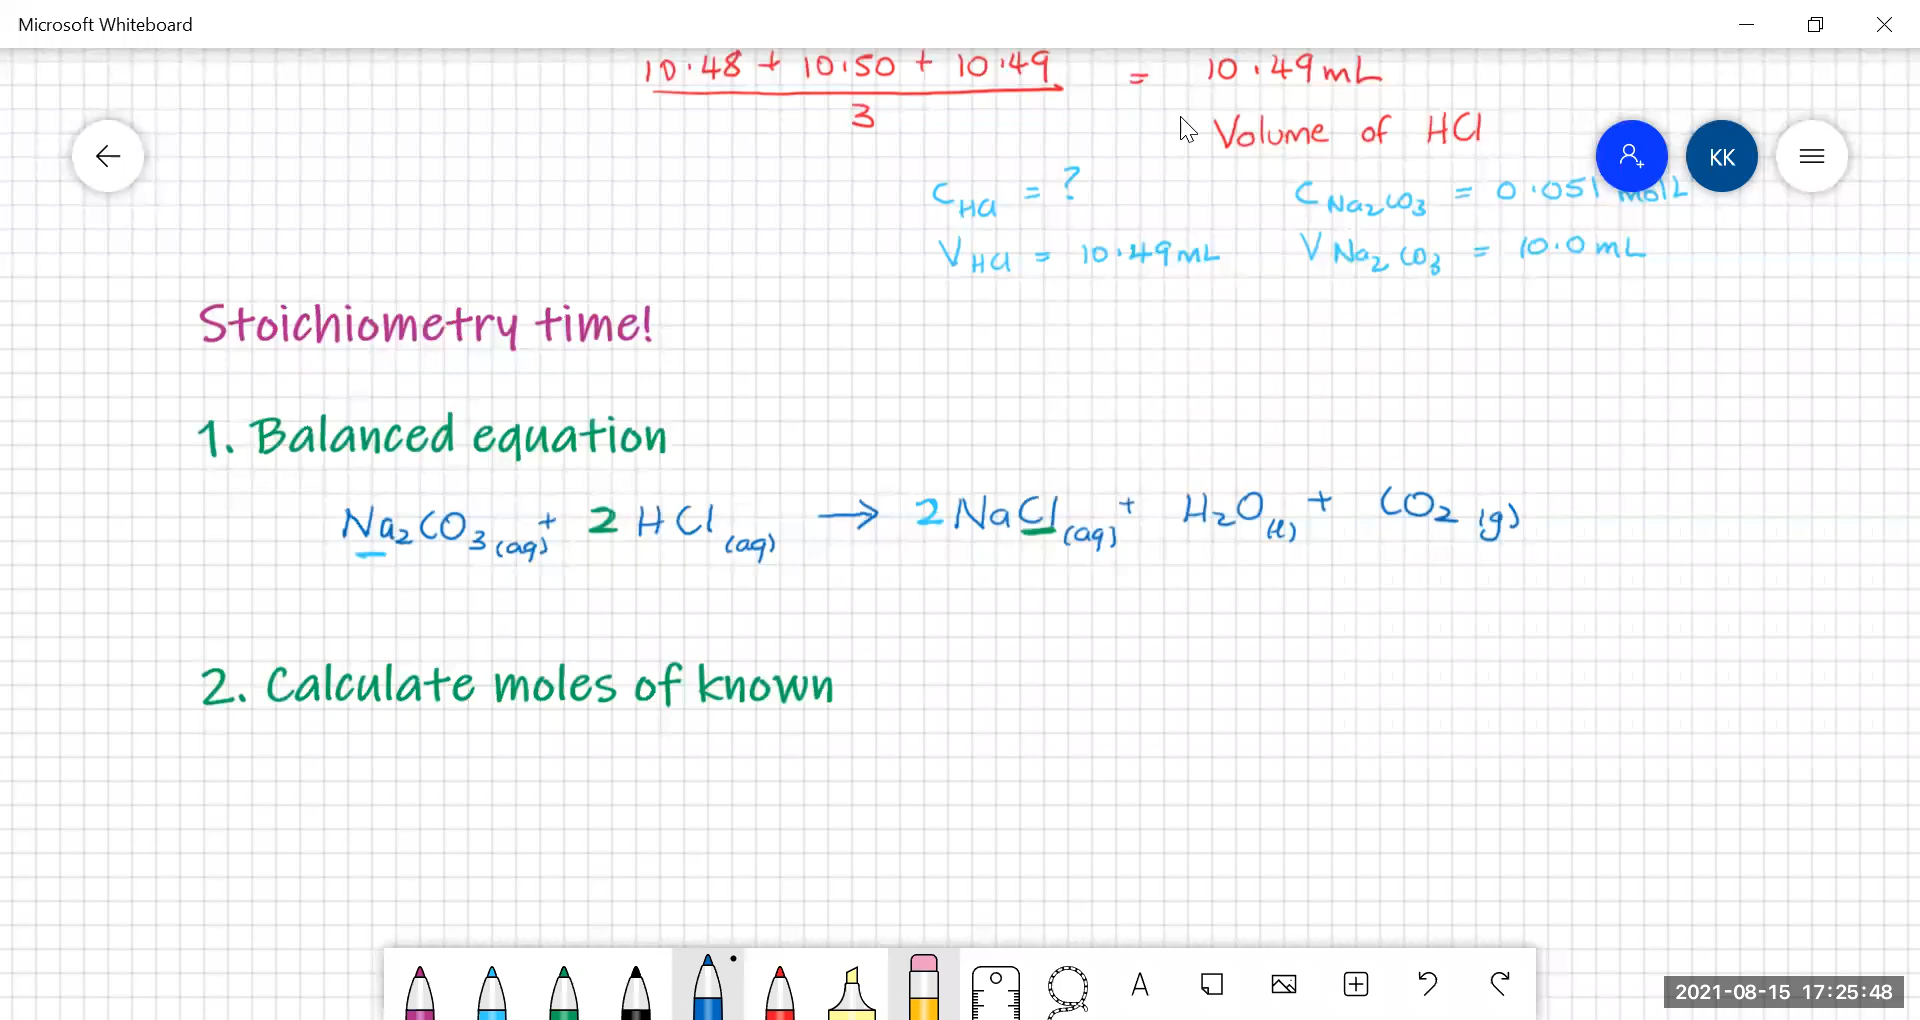 Microsoft Whiteboard
10.48 + 10.50 + 10.49 = 10.49 mL
3
Volume of HCl
C HCl = ? C Na2CO3 = 0.051 mol L
V HCl = 10.49 mL V Na2CO3 = 10.0 mL
KK
Stoichiometry time!
1. Balanced equation
Na2CO3 (aq) + 2 HCl (aq) → 2 NaCl (aq) + H2O (l) + CO2 (g)
2. Calculate moles of known
A
2021-08-15 17:25:48